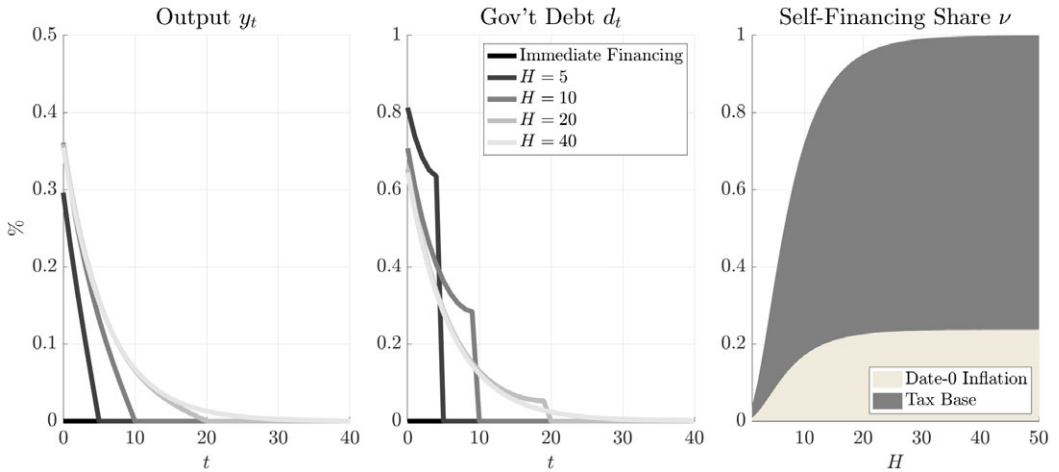 Output y_t
Gov't Debt d_t
Self-Financing Share ν
%
0.5
0.4
0.3
0.2
0.1
0
0 10 20 30 40
t
1
0.8
0.6
0.4
0.2
0
0 10 20 30 40
t
Immediate Financing
H = 5
H = 10
H = 20
H = 40
1
0.8
0.6
0.4
0.2
0
10 20 30 40 50
H
Date-0 Inflation
Tax Base